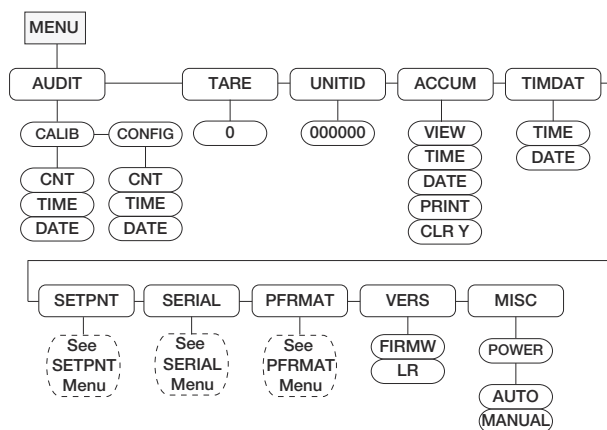 MENU
AUDIT TARE UNITID ACCUM TIMDAT
CALIB CONFIG 0 000000 VIEW TIME
CNT CNT TIME DATE
TIME TIME DATE
DATE DATE PRINT
CLR Y
SETPNT SERIAL PFRMAT VERS MISC
See See See FIRMW POWER
SETPNT SERIAL PFRMAT LR
Menu Menu Menu AUTO
MANUAL